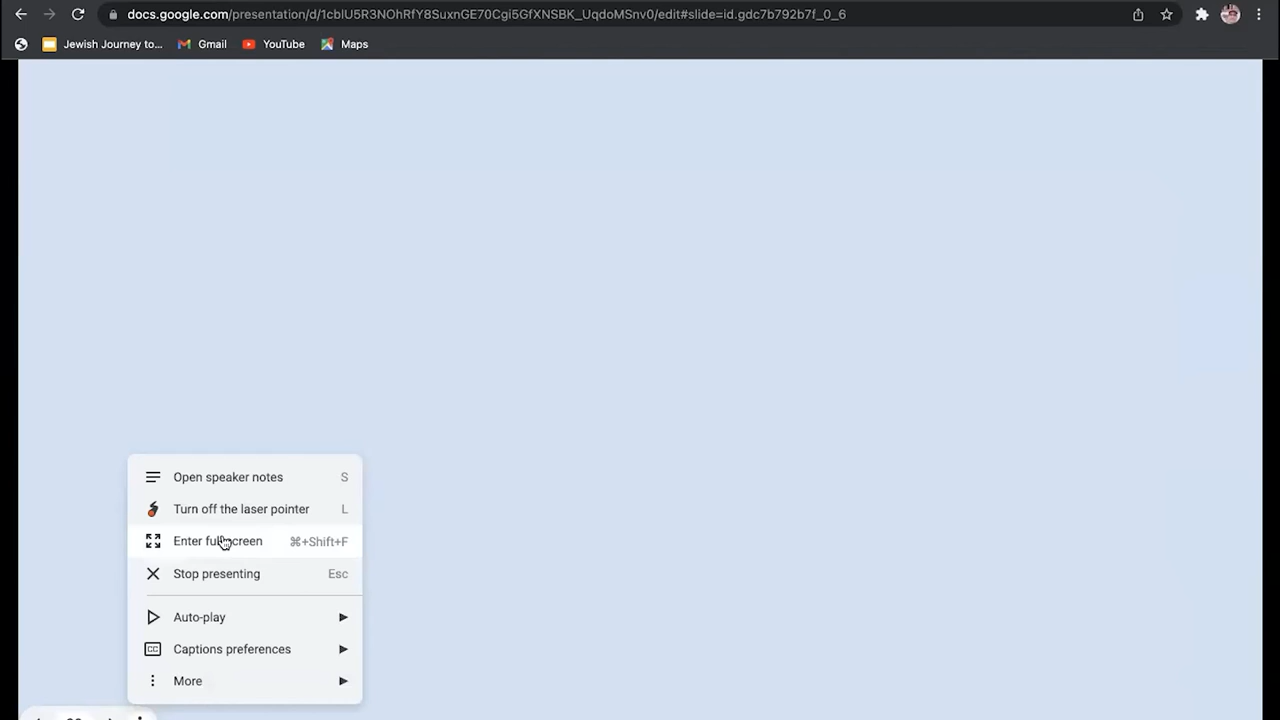 docs.google.com/presentation/d/1cblU5R3NOhRfY8SuxnGE70Cgi5GfXNSBK_UqdoMSnv0/edit#slide=id.gdc7b792b7f_0_6
Jewish Journey to...
Gmail
YouTube
Maps
Open speaker notes S
Turn off the laser pointer L
Enter full screen ⌘+Shift+F
Stop presenting Esc
Auto-play
CC Captions preferences
More